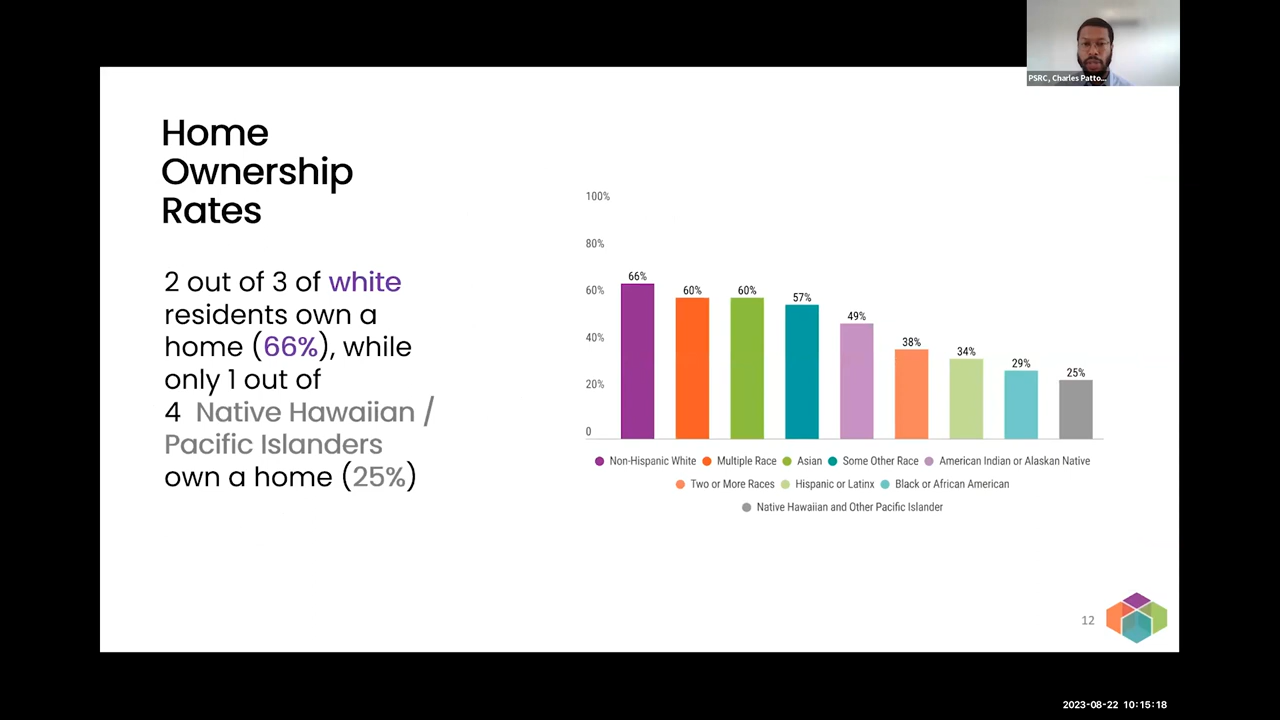 PSRC, Charles Patto...
Home
Ownership
Rates
2 out of 3 of white
residents own a
home (66%), while
only 1 out of
4 Native Hawaiian /
Pacific Islanders
own a home (25%)
100%
80%
60%
40%
20%
0
66%
60%
60%
57%
49%
38%
34%
29%
25%
Non-Hispanic White Multiple Race Asian Some Other Race American Indian or Alaskan Native
Two or More Races Hispanic or Latinx Black or African American
Native Hawaiian and Other Pacific Islander
12
2023-08-22 10:15:18